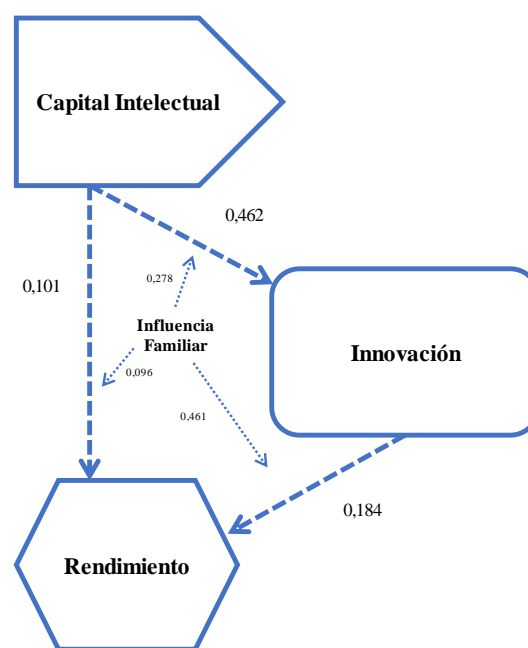 Capital Intelectual
0,462
0,278
0,101
Influencia
Familiar
Innovación
0,096
0,461
0,184
Rendimiento